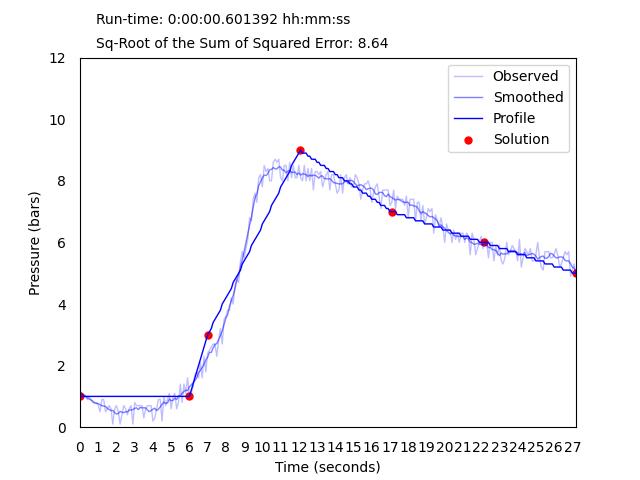 Run-time: 0:00:00.601392 hh:mm:ss
Sq-Root of the Sum of Squared Error: 8.64
Observed
Smoothed
Profile
Solution
Pressure (bars)
12
10
8
6
4
2
0
0 1 2 3 4 5 6 7 8 9 10 11 12 13 14 15 16 17 18 19 20 21 22 23 24 25 26 27
Time (seconds)